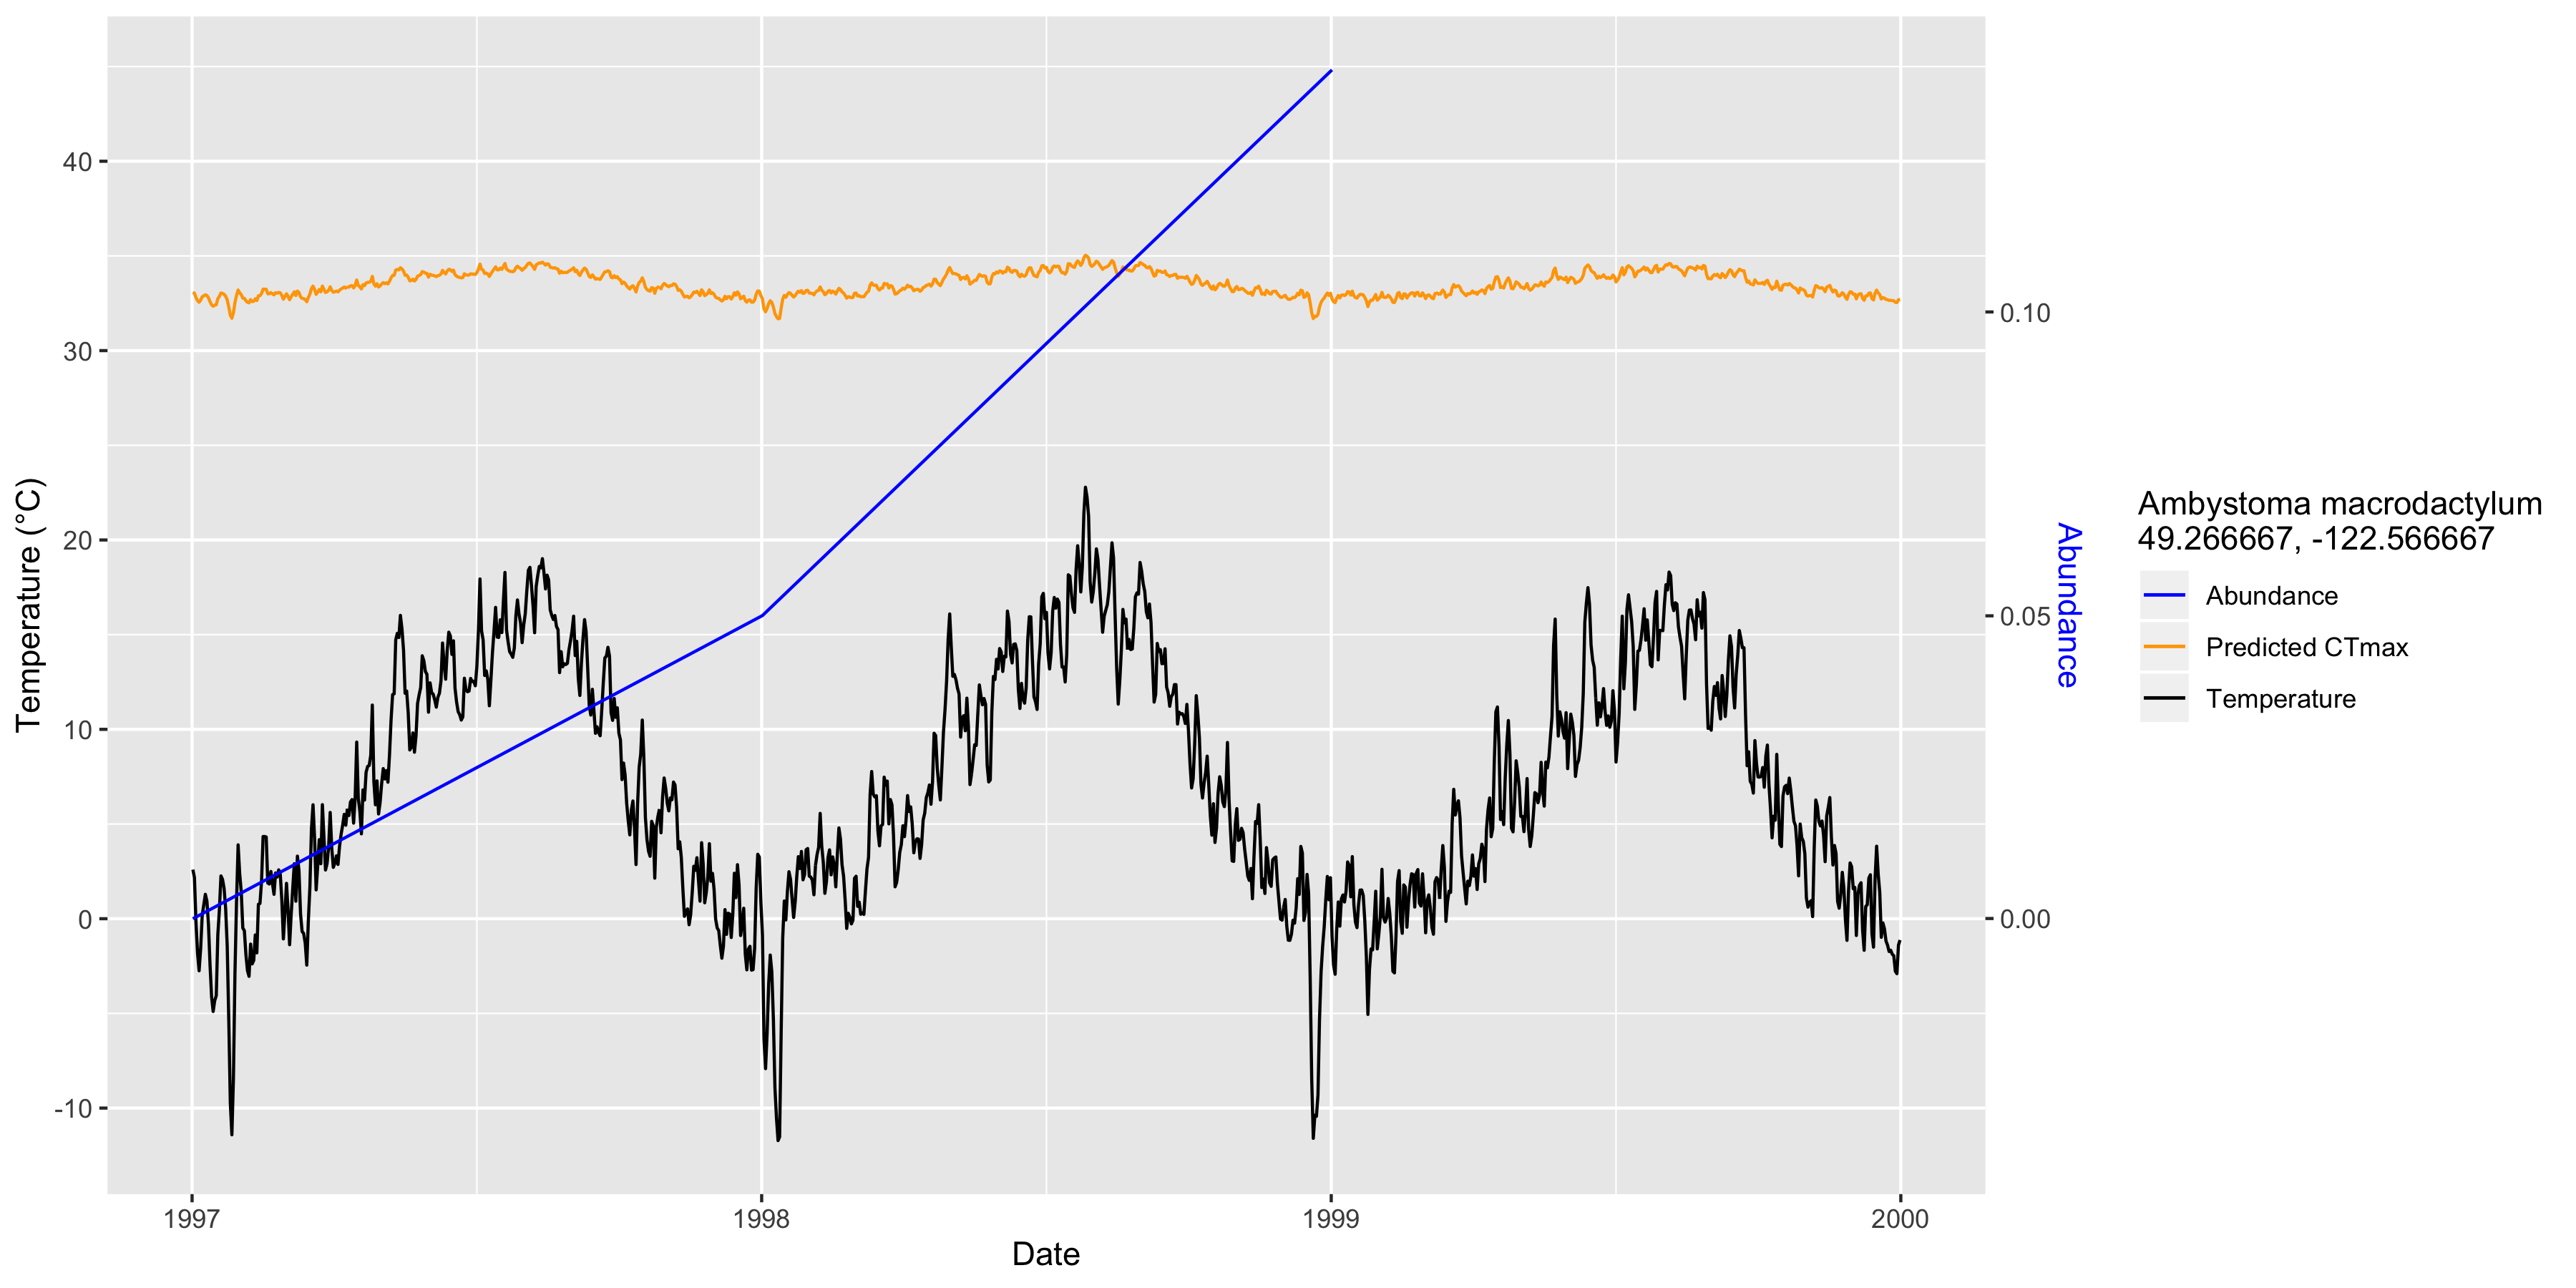 Temperature (°C)
40
30
20
10
0
-10
1997
1998
1999
2000
Date
0.10
0.05
0.00
Abundance
Ambystoma macrodactylum
49.266667, -122.566667
Abundance
Predicted CTmax
Temperature